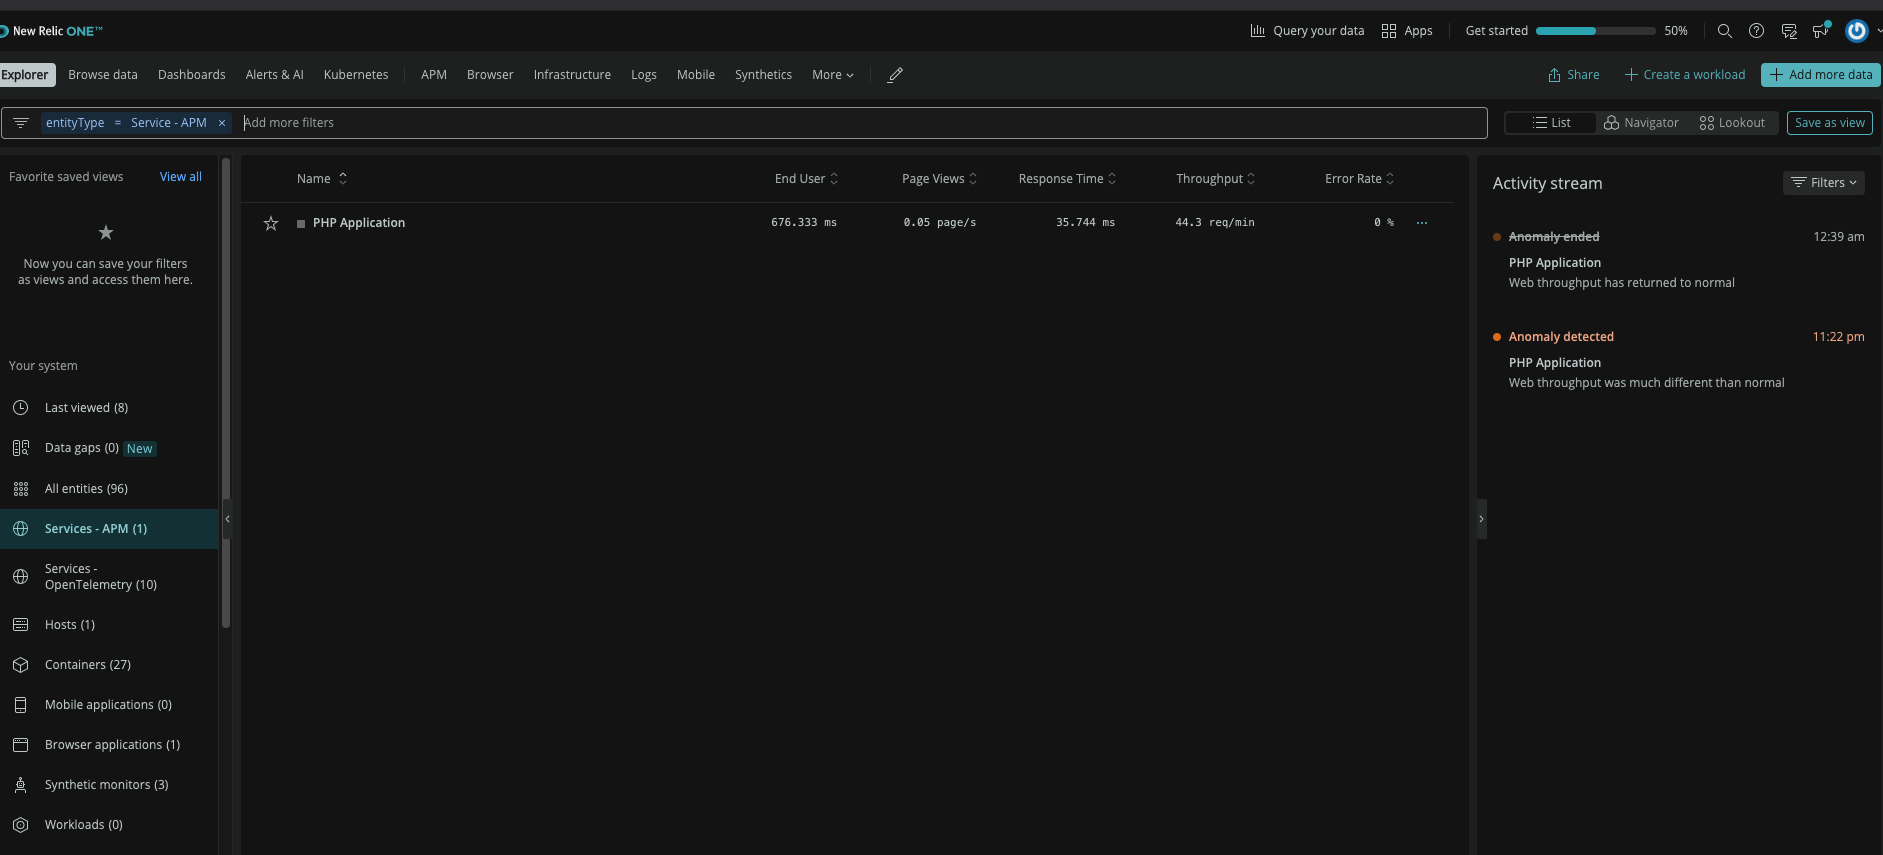 New Relic ONE™
Query your data
Apps
Get started
50%
Explorer
Browse data
Dashboards
Alerts & AI
Kubernetes
APM
Browser
Infrastructure
Logs
Mobile
Synthetics
More
Share
Create a workload
Add more data
entityType = Service - APM ×
Add more filters
List
Navigator
Lookout
Save as view
Favorite saved views
View all
Now you can save your filters
as views and access them here.
Your system
Last viewed (8)
Data gaps (0) New
All entities (96)
Services - APM (1)
Services -
OpenTelemetry (10)
Hosts (1)
Containers (27)
Mobile applications (0)
Browser applications (1)
Synthetic monitors (3)
Workloads (0)
Name
End User
Page Views
Response Time
Throughput
Error Rate
PHP Application
676.333 ms
0.05 page/s
35.744 ms
44.3 req/min
0 %
...
Activity stream
Filters
Anomaly ended
12:39 am
PHP Application
Web throughput has returned to normal
Anomaly detected
11:22 pm
PHP Application
Web throughput was much different than normal